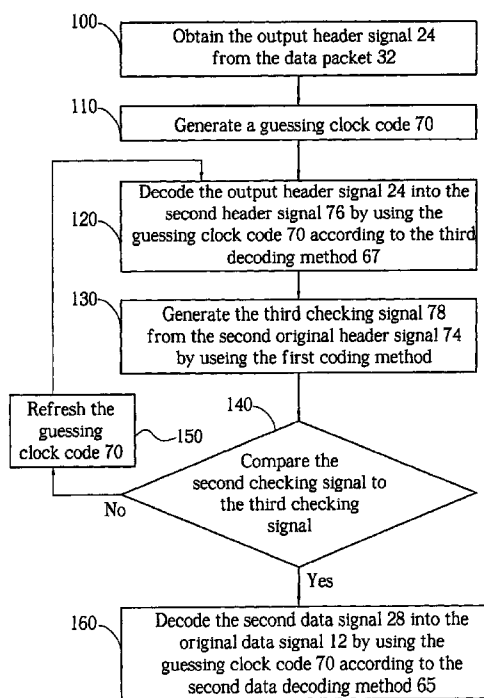 100
Obtain the output header signal 24
from the data packet 32
110
Generate a guessing clock code 70
120
Decode the output header signal 24 into the
second header signal 76 by using the
guessing clock code 70 according to the third
decoding method 67
130
Generate the third checking signal 78
from the second original header signal 74
by useing the first coding method
140
Refresh the
guessing
clock code 70
150
Compare the
second checking signal to
the third checking
signal
No
Yes
160
Decode the second data signal 28 into the
original data signal 12 by using the
guessing clock code 70 according to the
second data decoding method 65